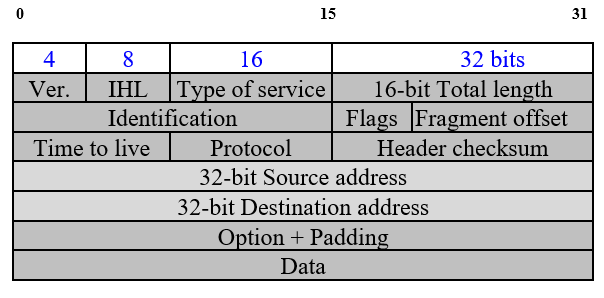 0 15 31
4 8 16 32 bits
Ver. IHL Type of service 16-bit Total length
Identification Flags Fragment offset
Time to live Protocol Header checksum
32-bit Source address
32-bit Destination address
Option + Padding
Data